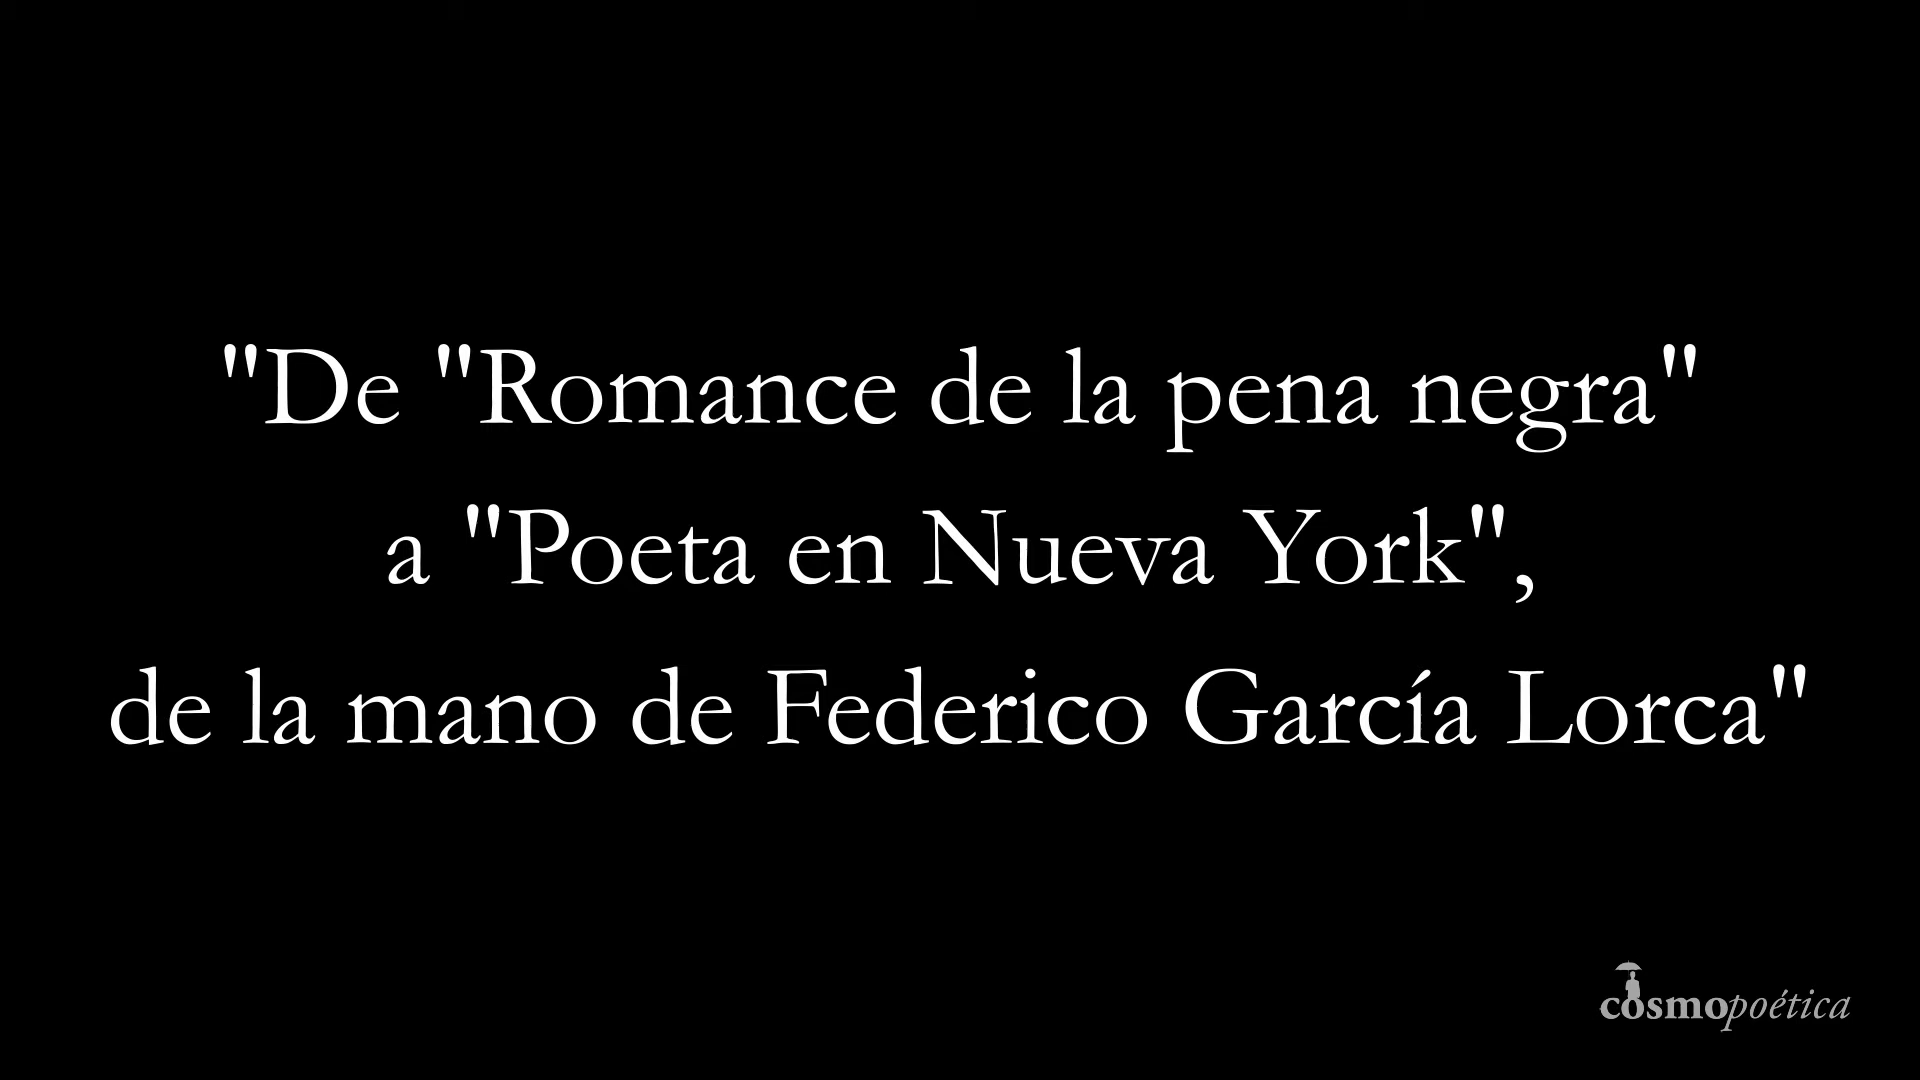 "De "Romance de la pena negra"
a "Poeta en Nueva York",
de la mano de Federico García Lorca"
cosmopoética